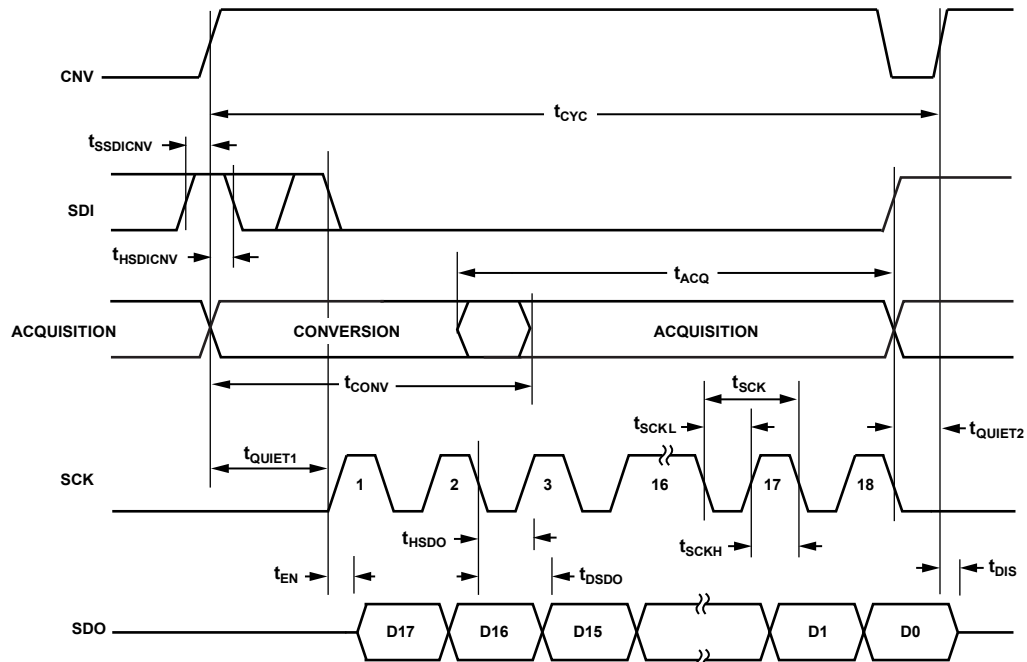 CNV
tCYC
tSSDICNV
SDI
tHSDICNV
tACQ
ACQUISITION CONVERSION ACQUISITION
tCONV
tSCK
tSCKL
tQUIET2
tQUIET1
SCK 1 2 3 16 17 18
tHSDO
tSCKH
tEN
tDSDO
tDIS
SDO D17 D16 D15 D1 D0